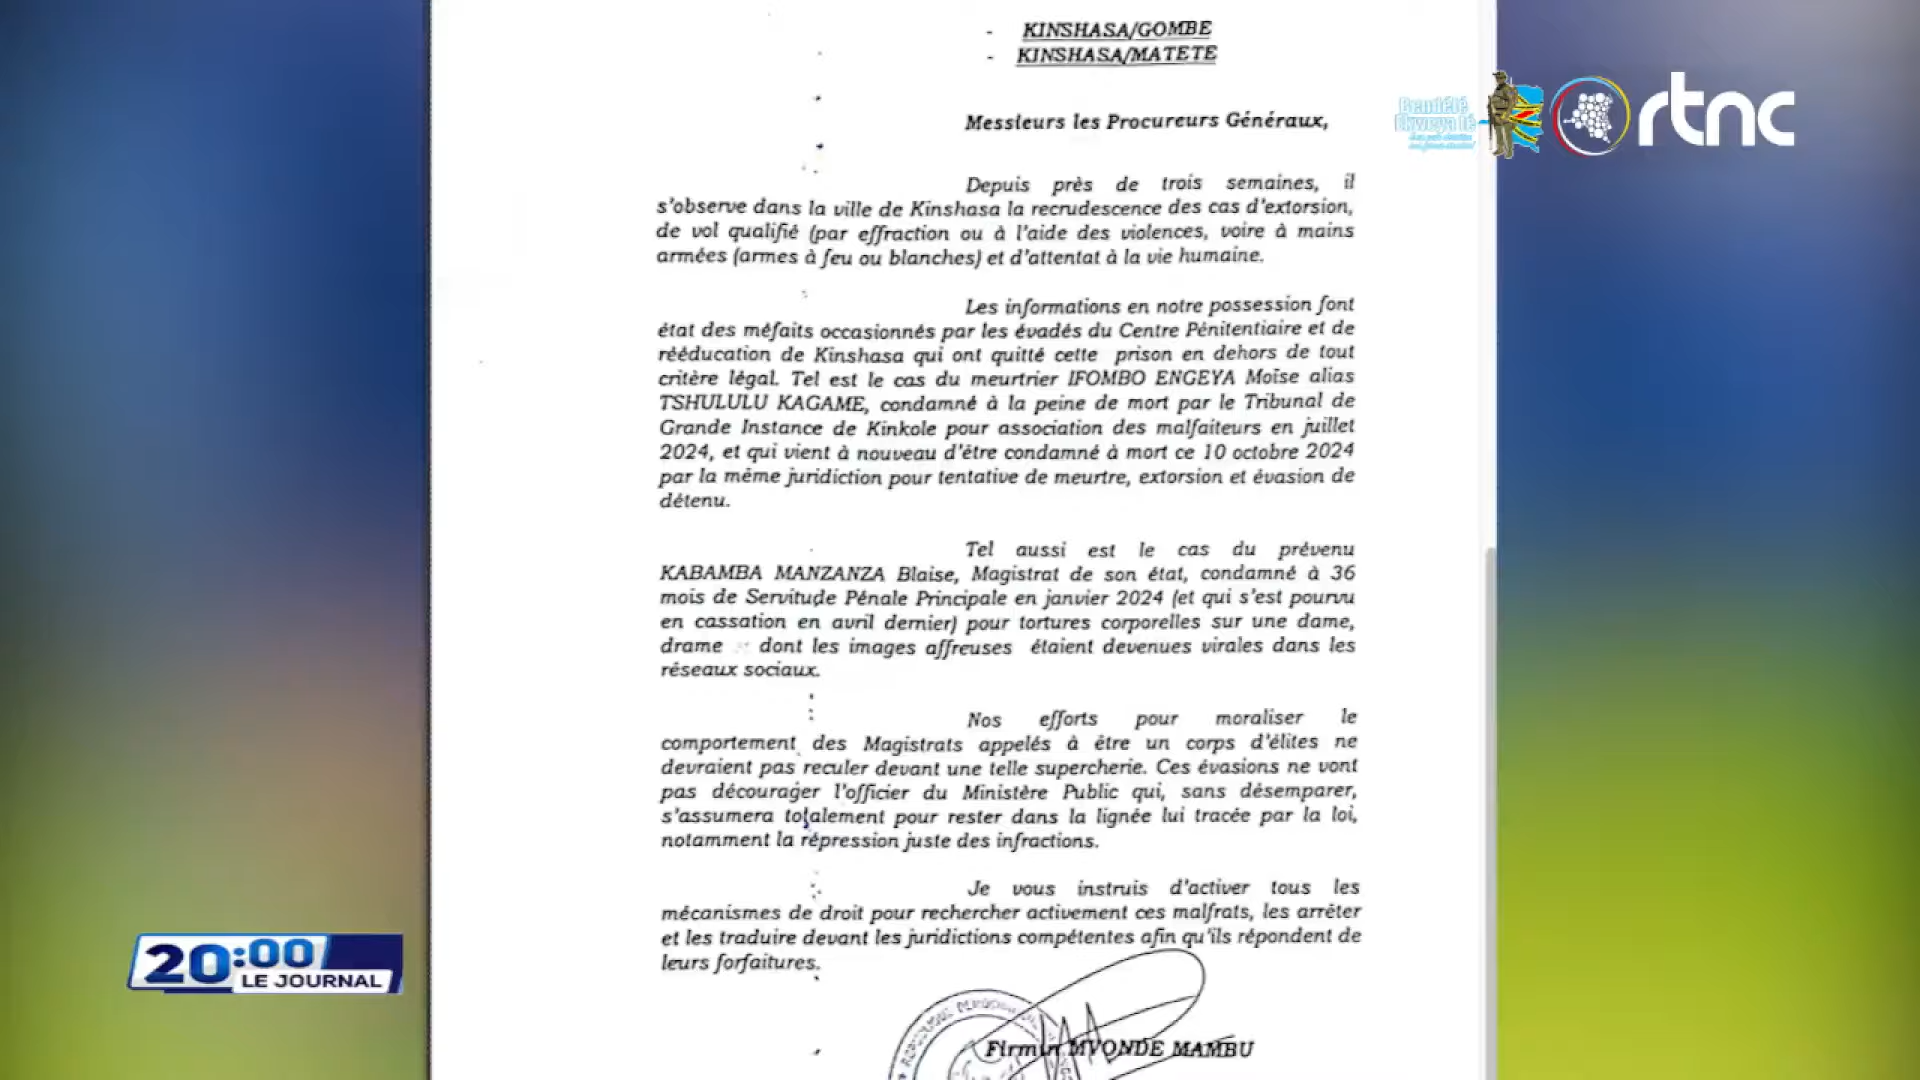 - KINSHASA/GOMBE
- KINSHASA/MATETE
rtnc
Messieurs les Procureurs Généraux,
Depuis près de trois semaines, il
s'observe dans la ville de Kinshasa la recrudescence des cas d'extorsion,
de vol qualifié (par effraction ou à l'aide des violences, voire à mains
armées (armes à feu ou blanches) et d'attentat à la vie humaine.
Les informations en notre possession font
état des méfaits occasionnés par les évadés du Centre Pénitentiaire et de
rééducation de Kinshasa qui ont quitté cette prison en dehors de tout
critère légal. Tel est le cas du meurtrier IFOMBO ENGEYA Moïse alias
TSHULULU KAGAME, condamné à la peine de mort par le Tribunal de
Grande Instance de Kinkole pour association des malfaiteurs en juillet
2024, et qui vient à nouveau d'être condamné à mort ce 10 octobre 2024
par la même juridiction pour tentative de meurtre, extorsion et évasion de
détenu.
Tel aussi est le cas du prévenu
KABAMBA MANZANZA Blaise, Magistrat de son état, condamné à 36
mois de Servitude Pénale Principale en janvier 2024 (et qui s'est pourvu
en cassation en avril dernier) pour tortures corporelles sur une dame,
drame dont les images affreuses étaient devenues virales dans les
réseaux sociaux.
Nos efforts pour moraliser le
comportement des Magistrats appelés à être un corps d'élites ne
devraient pas reculer devant une telle supercherie. Ces évasions ne vont
pas décourager l'officier du Ministère Public qui, sans désemparer,
s'assumera totalement pour rester dans la lignée lui tracée par la loi,
notamment la répression juste des infractions.
Je vous instruis d'activer tous les
mécanismes de droit pour rechercher activement ces malfrats, les arrêter
et les traduire devant les juridictions compétentes afin qu'ils répondent de
leurs forfaitures.
Firmin MVONDE MAMBU
20:00
LE JOURNAL